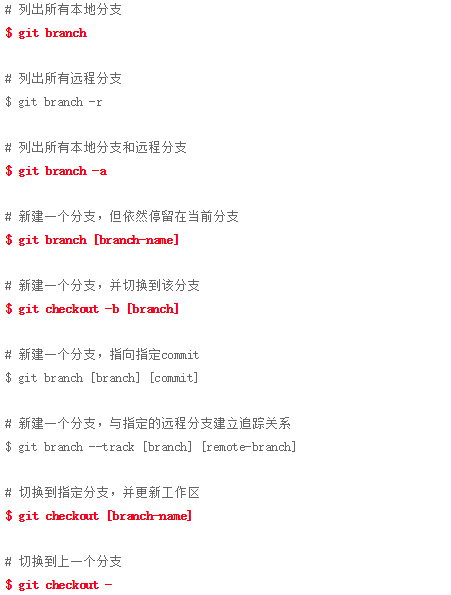 # 列出所有本地分支
$ git branch
# 列出所有远程分支
$ git branch -r
# 列出所有本地分支和远程分支
$ git branch -a
# 新建一个分支，但依然停留在当前分支
$ git branch [branch-name]
# 新建一个分支，并切换到该分支
$ git checkout -b [branch]
# 新建一个分支，指向指定commit
$ git branch [branch] [commit]
# 新建一个分支，与指定的远程分支建立追踪关系
$ git branch --track [branch] [remote-branch]
# 切换到指定分支，并更新工作区
$ git checkout [branch-name]
# 切换到上一个分支
$ git checkout -